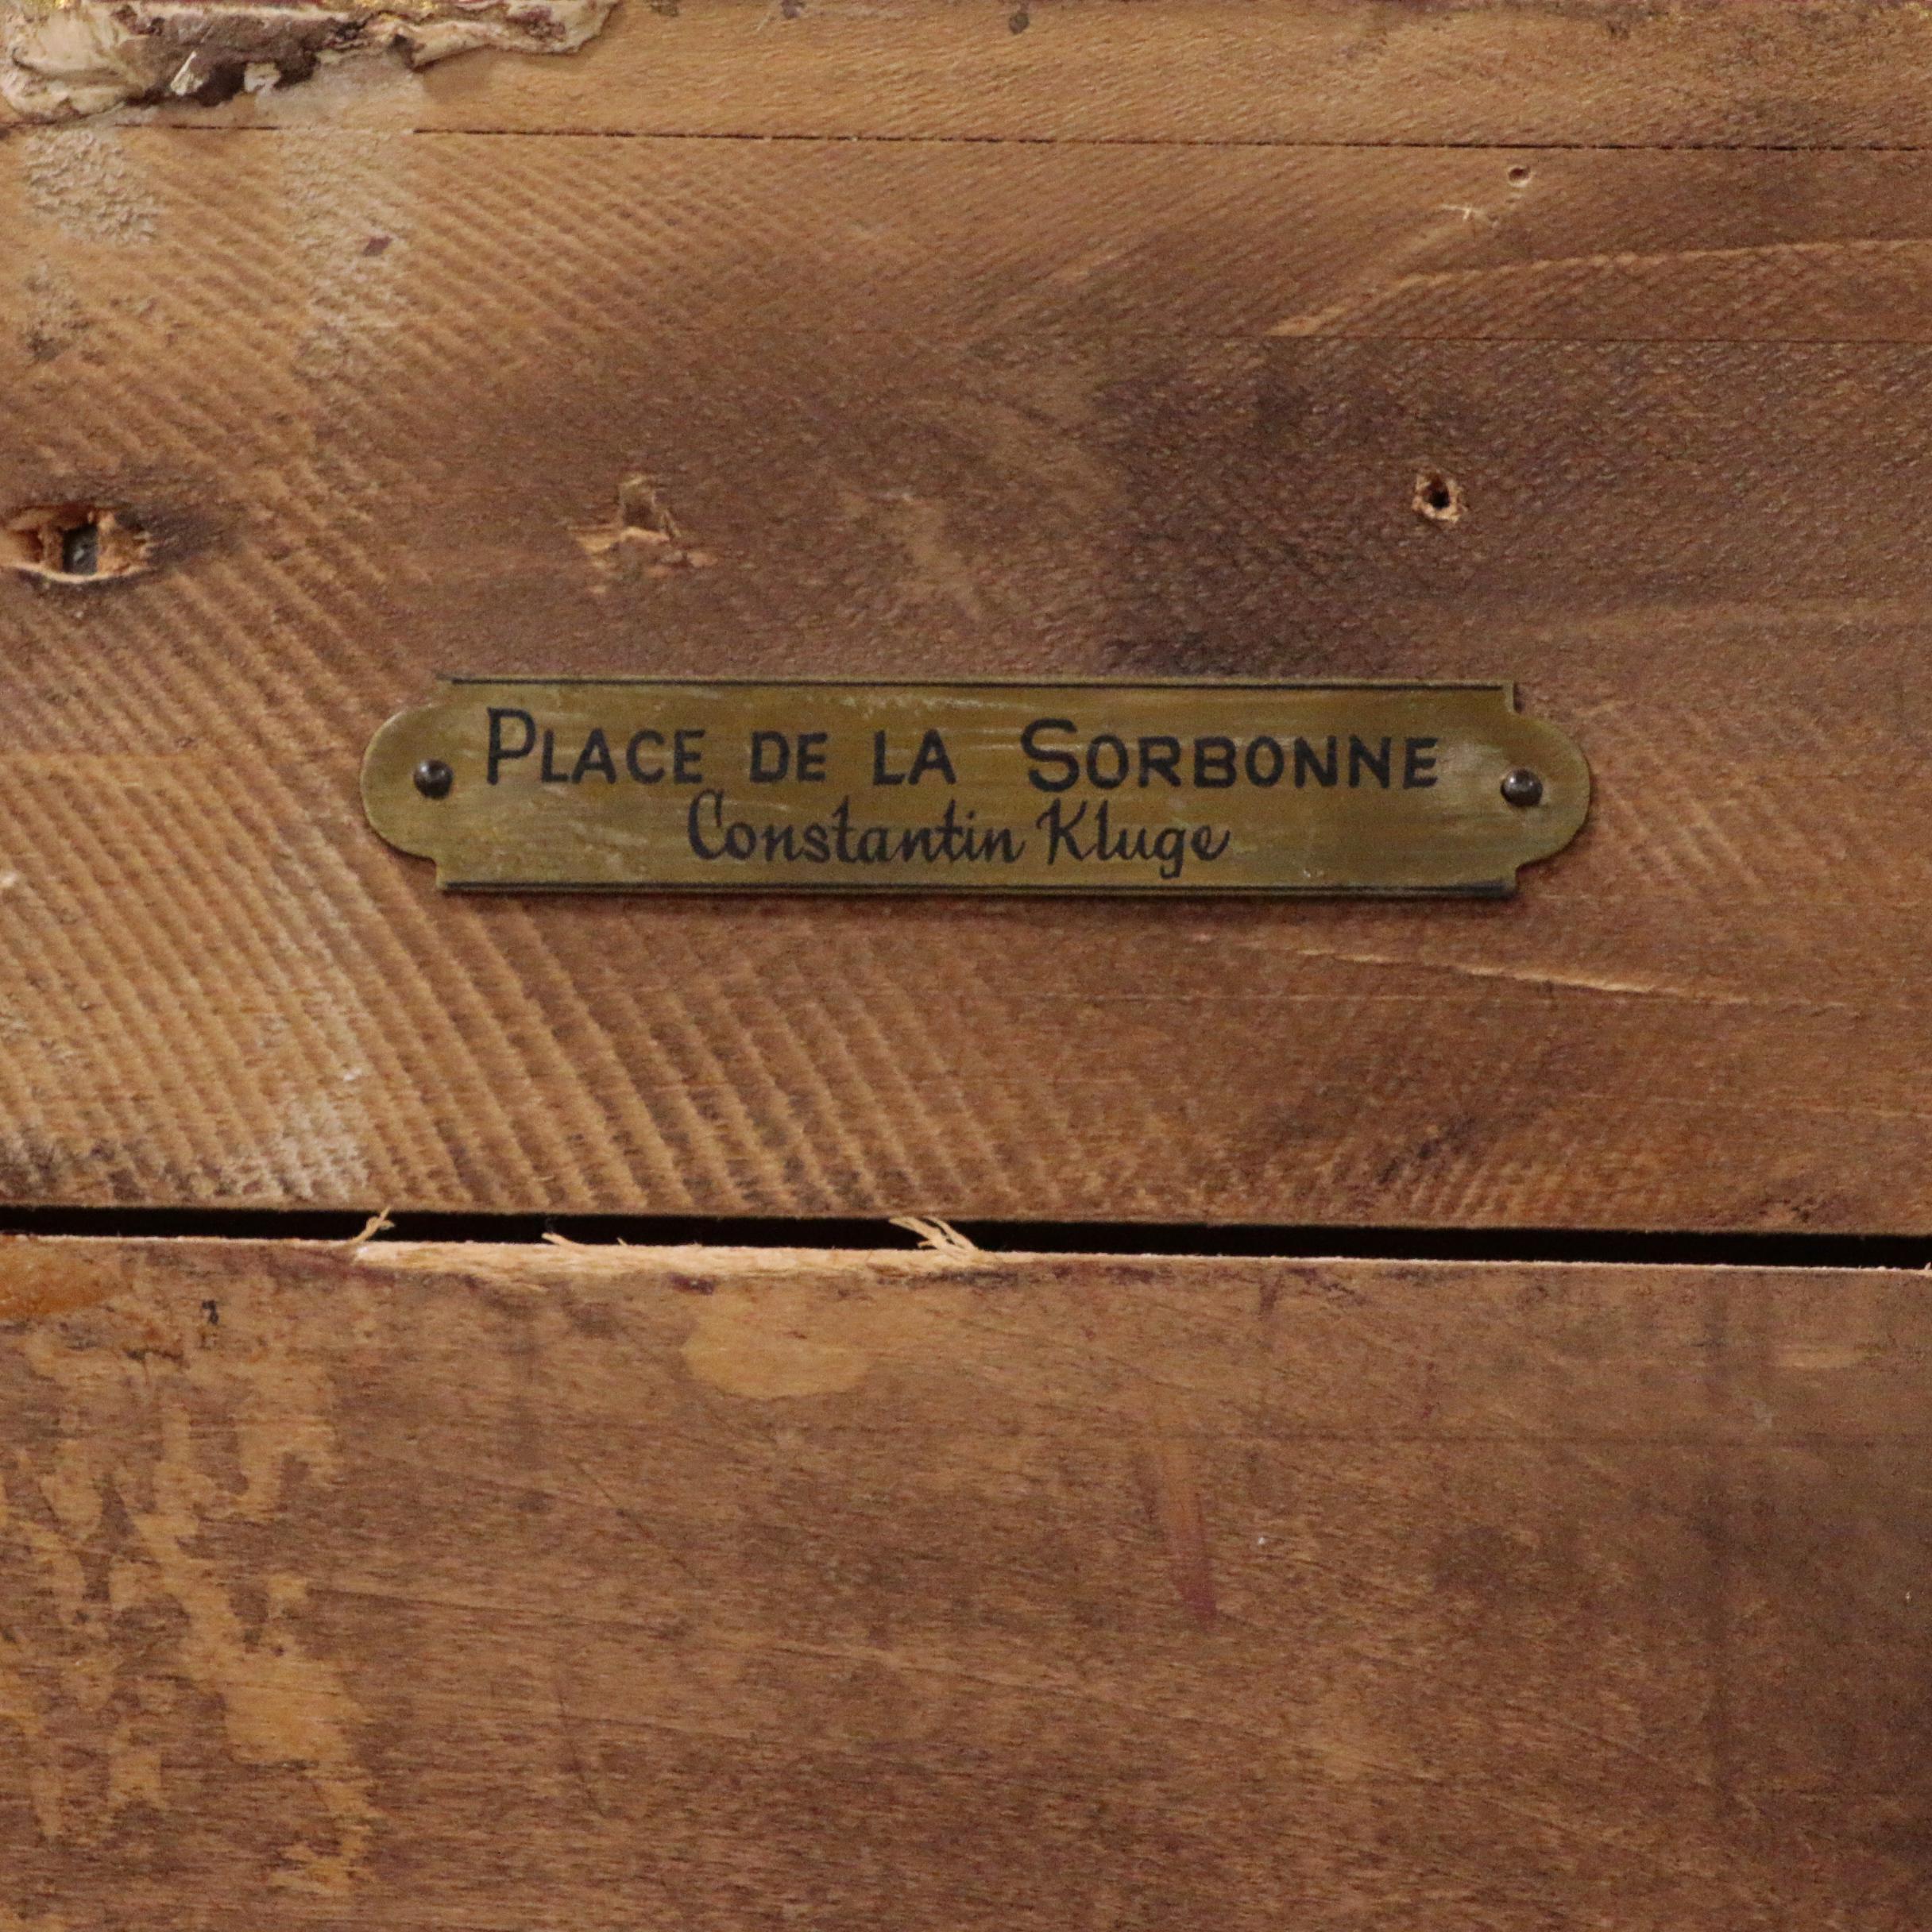 PLACE DE LA SORBONNE
Constantin Kluge